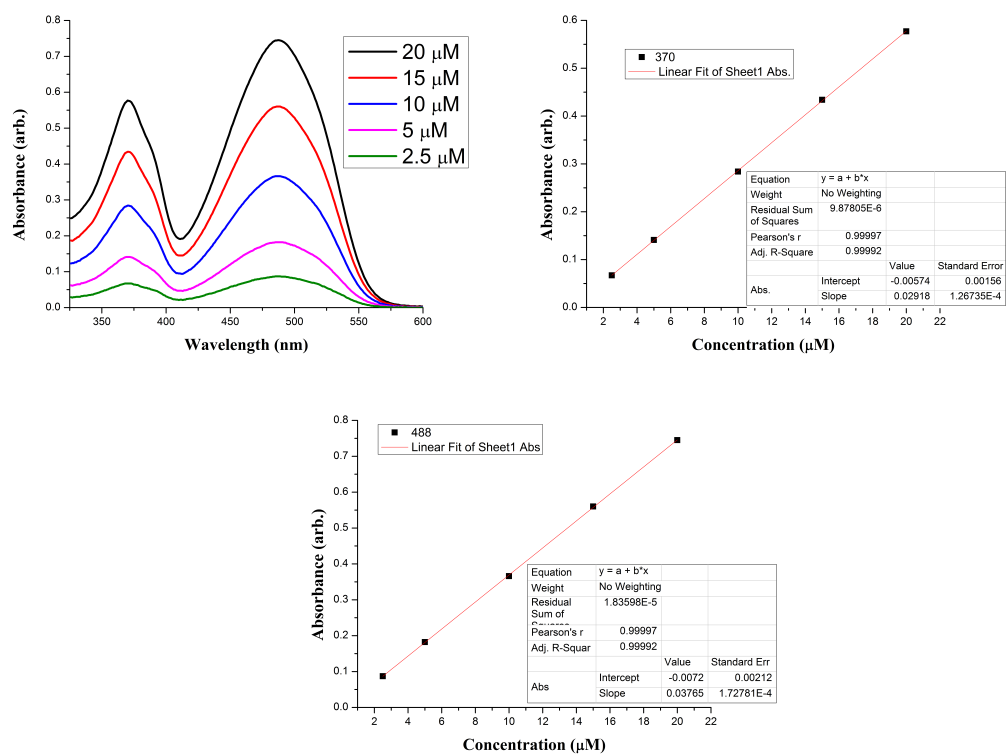 0.8
0.7
0.6
0.5
0.4
0.3
0.2
0.1
0.0
Absorbance (arb.)
20 μM
15 μM
10 μM
5 μM
2.5 μM
350 400 450 500 550 600
Wavelength (nm)
0.6
0.5
0.4
0.3
0.2
0.1
0.0
Absorbance (arb.)
370
Linear Fit of Sheet1 Abs.
Equation y = a + b*x
Weight No Weighting
Residual Sum of Squares 9.87805E-6
Pearson's r 0.99997
Adj. R-Square 0.99992
Value Standard Error
Abs. Intercept -0.00574 0.00156
Slope 0.02918 1.26735E-4
2 4 6 8 10 12 14 16 18 20 22
Concentration (μM)
0.8
0.7
0.6
0.5
0.4
0.3
0.2
0.1
0.0
Absorbance (arb.)
488
Linear Fit of Sheet1 Abs
Equation y = a + b*x
Weight No Weighting
Residual
Sum of 1.83598E-5
Pearson's r 0.99997
Adj. R-Squar 0.99992
Value Standard Err
Abs Intercept -0.0072 0.00212
Slope 0.03765 1.72781E-4
2 4 6 8 10 12 14 16 18 20 22
Concentration (μM)